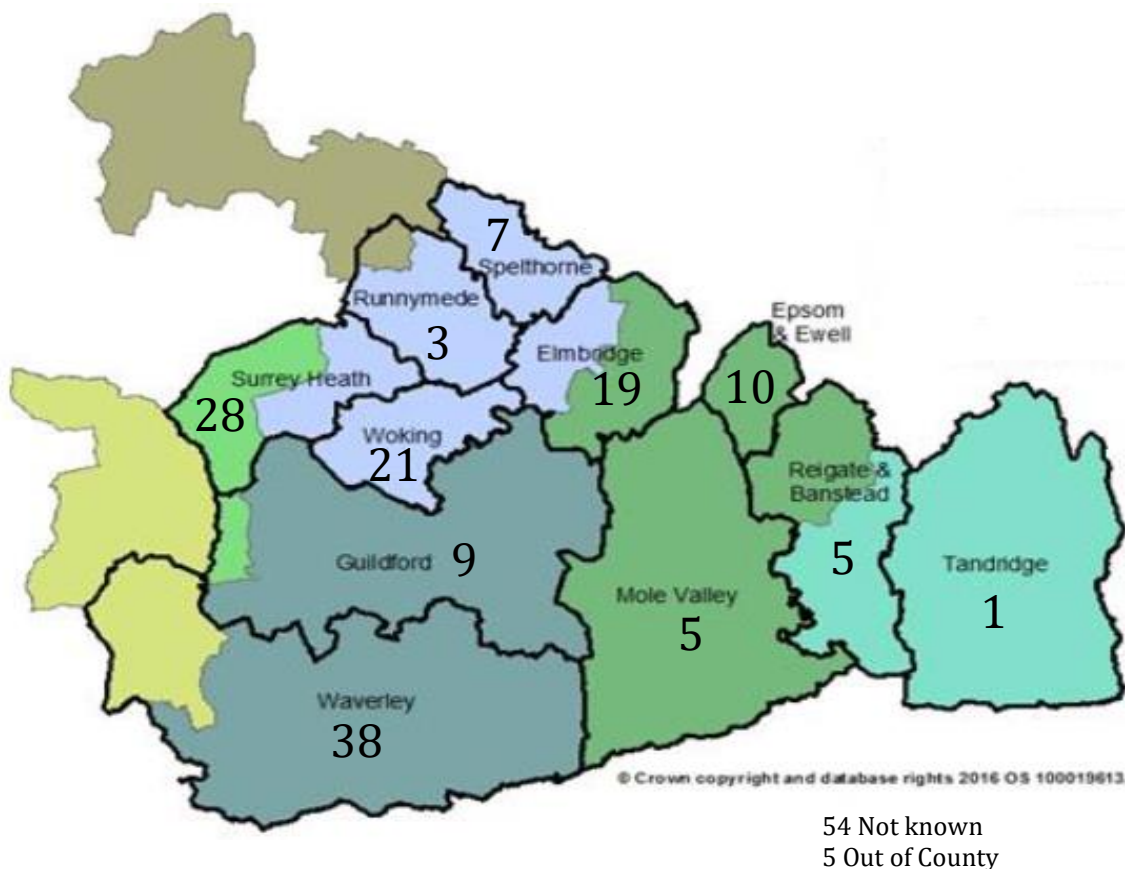 7
Spelthorne
Runnymede
3
Epsom
& Ewell
Elmbridge
19
10
Surrey Heath
28
Woking
21
Reigate &
Banstead
5
Guildford 9
Tandridge
1
Mole Valley
5
Waverley
38
© Crown copyright and database rights 2016 OS 100019613
54 Not known
5 Out of County